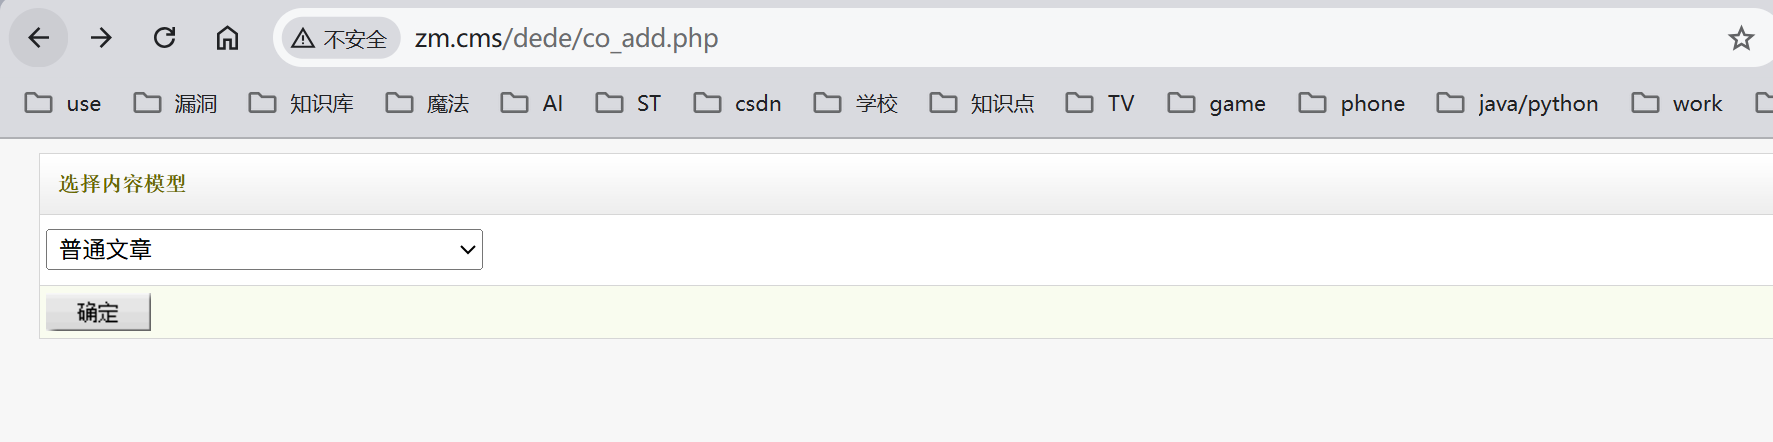 不安全 zm.cms/dede/co_add.php
use 漏洞 知识库 魔法 AI ST csdn 学校 知识点 TV game phone java/python work
选择内容模型
普通文章
确定